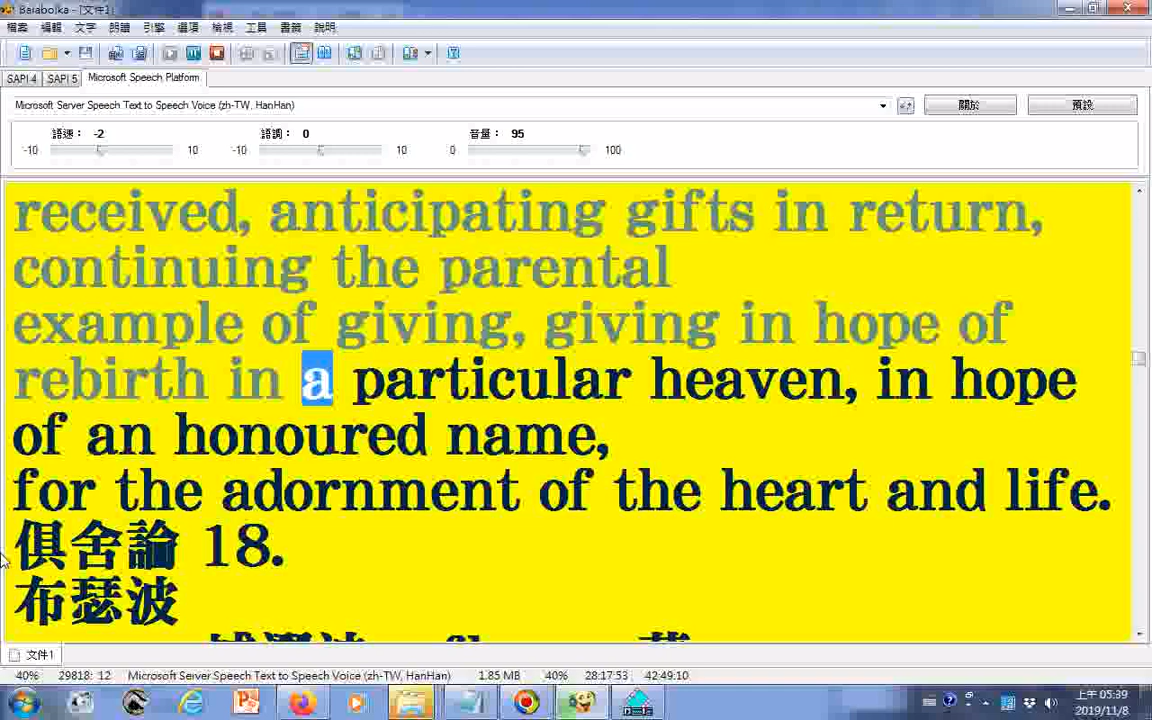 Balabolka - [文件1]
檔案 編輯 文字 朗讀 引擎 選項 檢視 工具 書籤 說明
SAPI 4 SAPI 5 Microsoft Speech Platform
Microsoft Server Speech Text to Speech Voice (zh-TW, HanHan) 關於 預設
語速： -2 語調： 0 音量： 95
-10 10 -10 10 0 100
received, anticipating gifts in return,
continuing the parental
example of giving, giving in hope of
rebirth in a particular heaven, in hope
of an honoured name,
for the adornment of the heart and life.
俱舍論 18.
布瑟波
文件1
40% 29818: 12 Microsoft Server Speech Text to Speech Voice (zh-TW, HanHan) 1.85 MB 40% 28:17:53 42:49:10
上午 05:39
2019/11/8